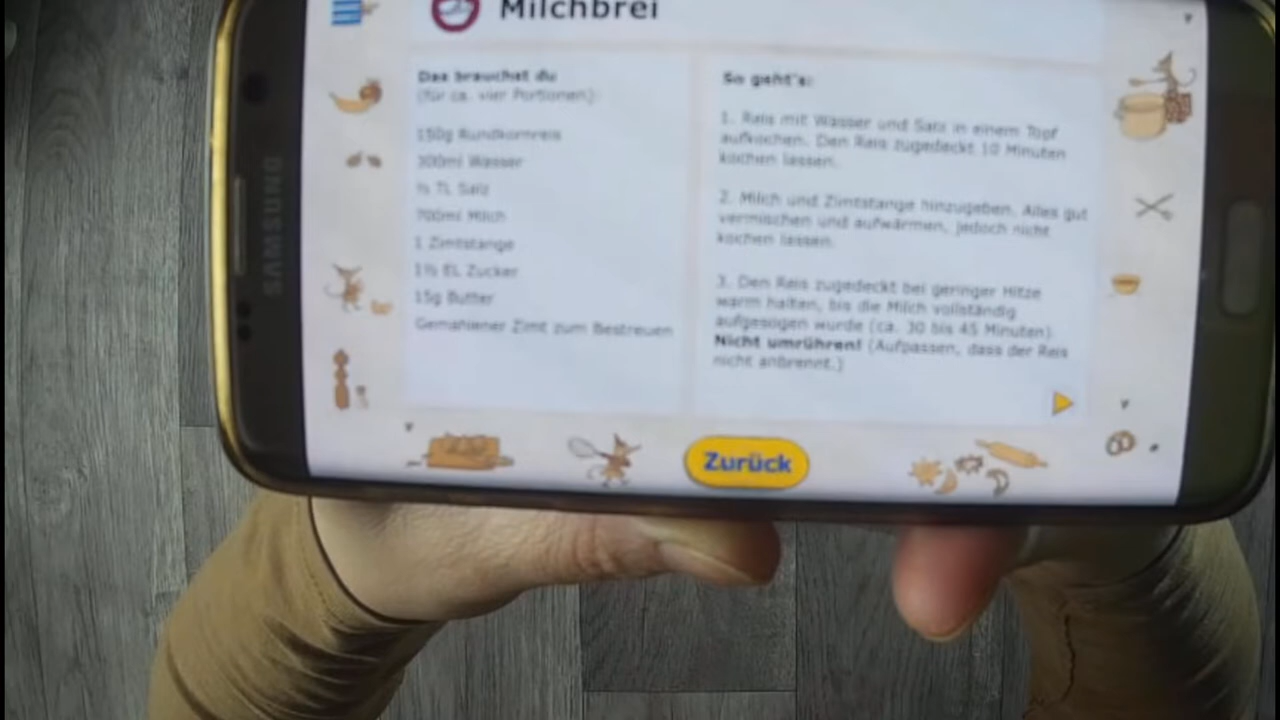 Milchbrei
Das brauchst du
(für ca. vier Portionen):
150g Rundkornreis
300ml Wasser
½ TL Salz
700ml Milch
1 Zimtstange
1½ EL Zucker
15g Butter
Gemahlener Zimt zum Bestreuen
So geht's:
1. Reis mit Wasser und Salz in einem Topf
aufkochen. Den Reis zugedeckt 10 Minuten
kochen lassen.
2. Milch und Zimtstange hinzugeben. Alles gut
vermischen und aufwärmen, jedoch nicht
kochen lassen.
3. Den Reis zugedeckt bei geringer Hitze
warm halten, bis die Milch vollständig
aufgesogen wurde (ca. 30 bis 45 Minuten).
Nicht umrühren! (Aufpassen, dass der Reis
nicht anbrennt.)
Zurück
SAMSUNG